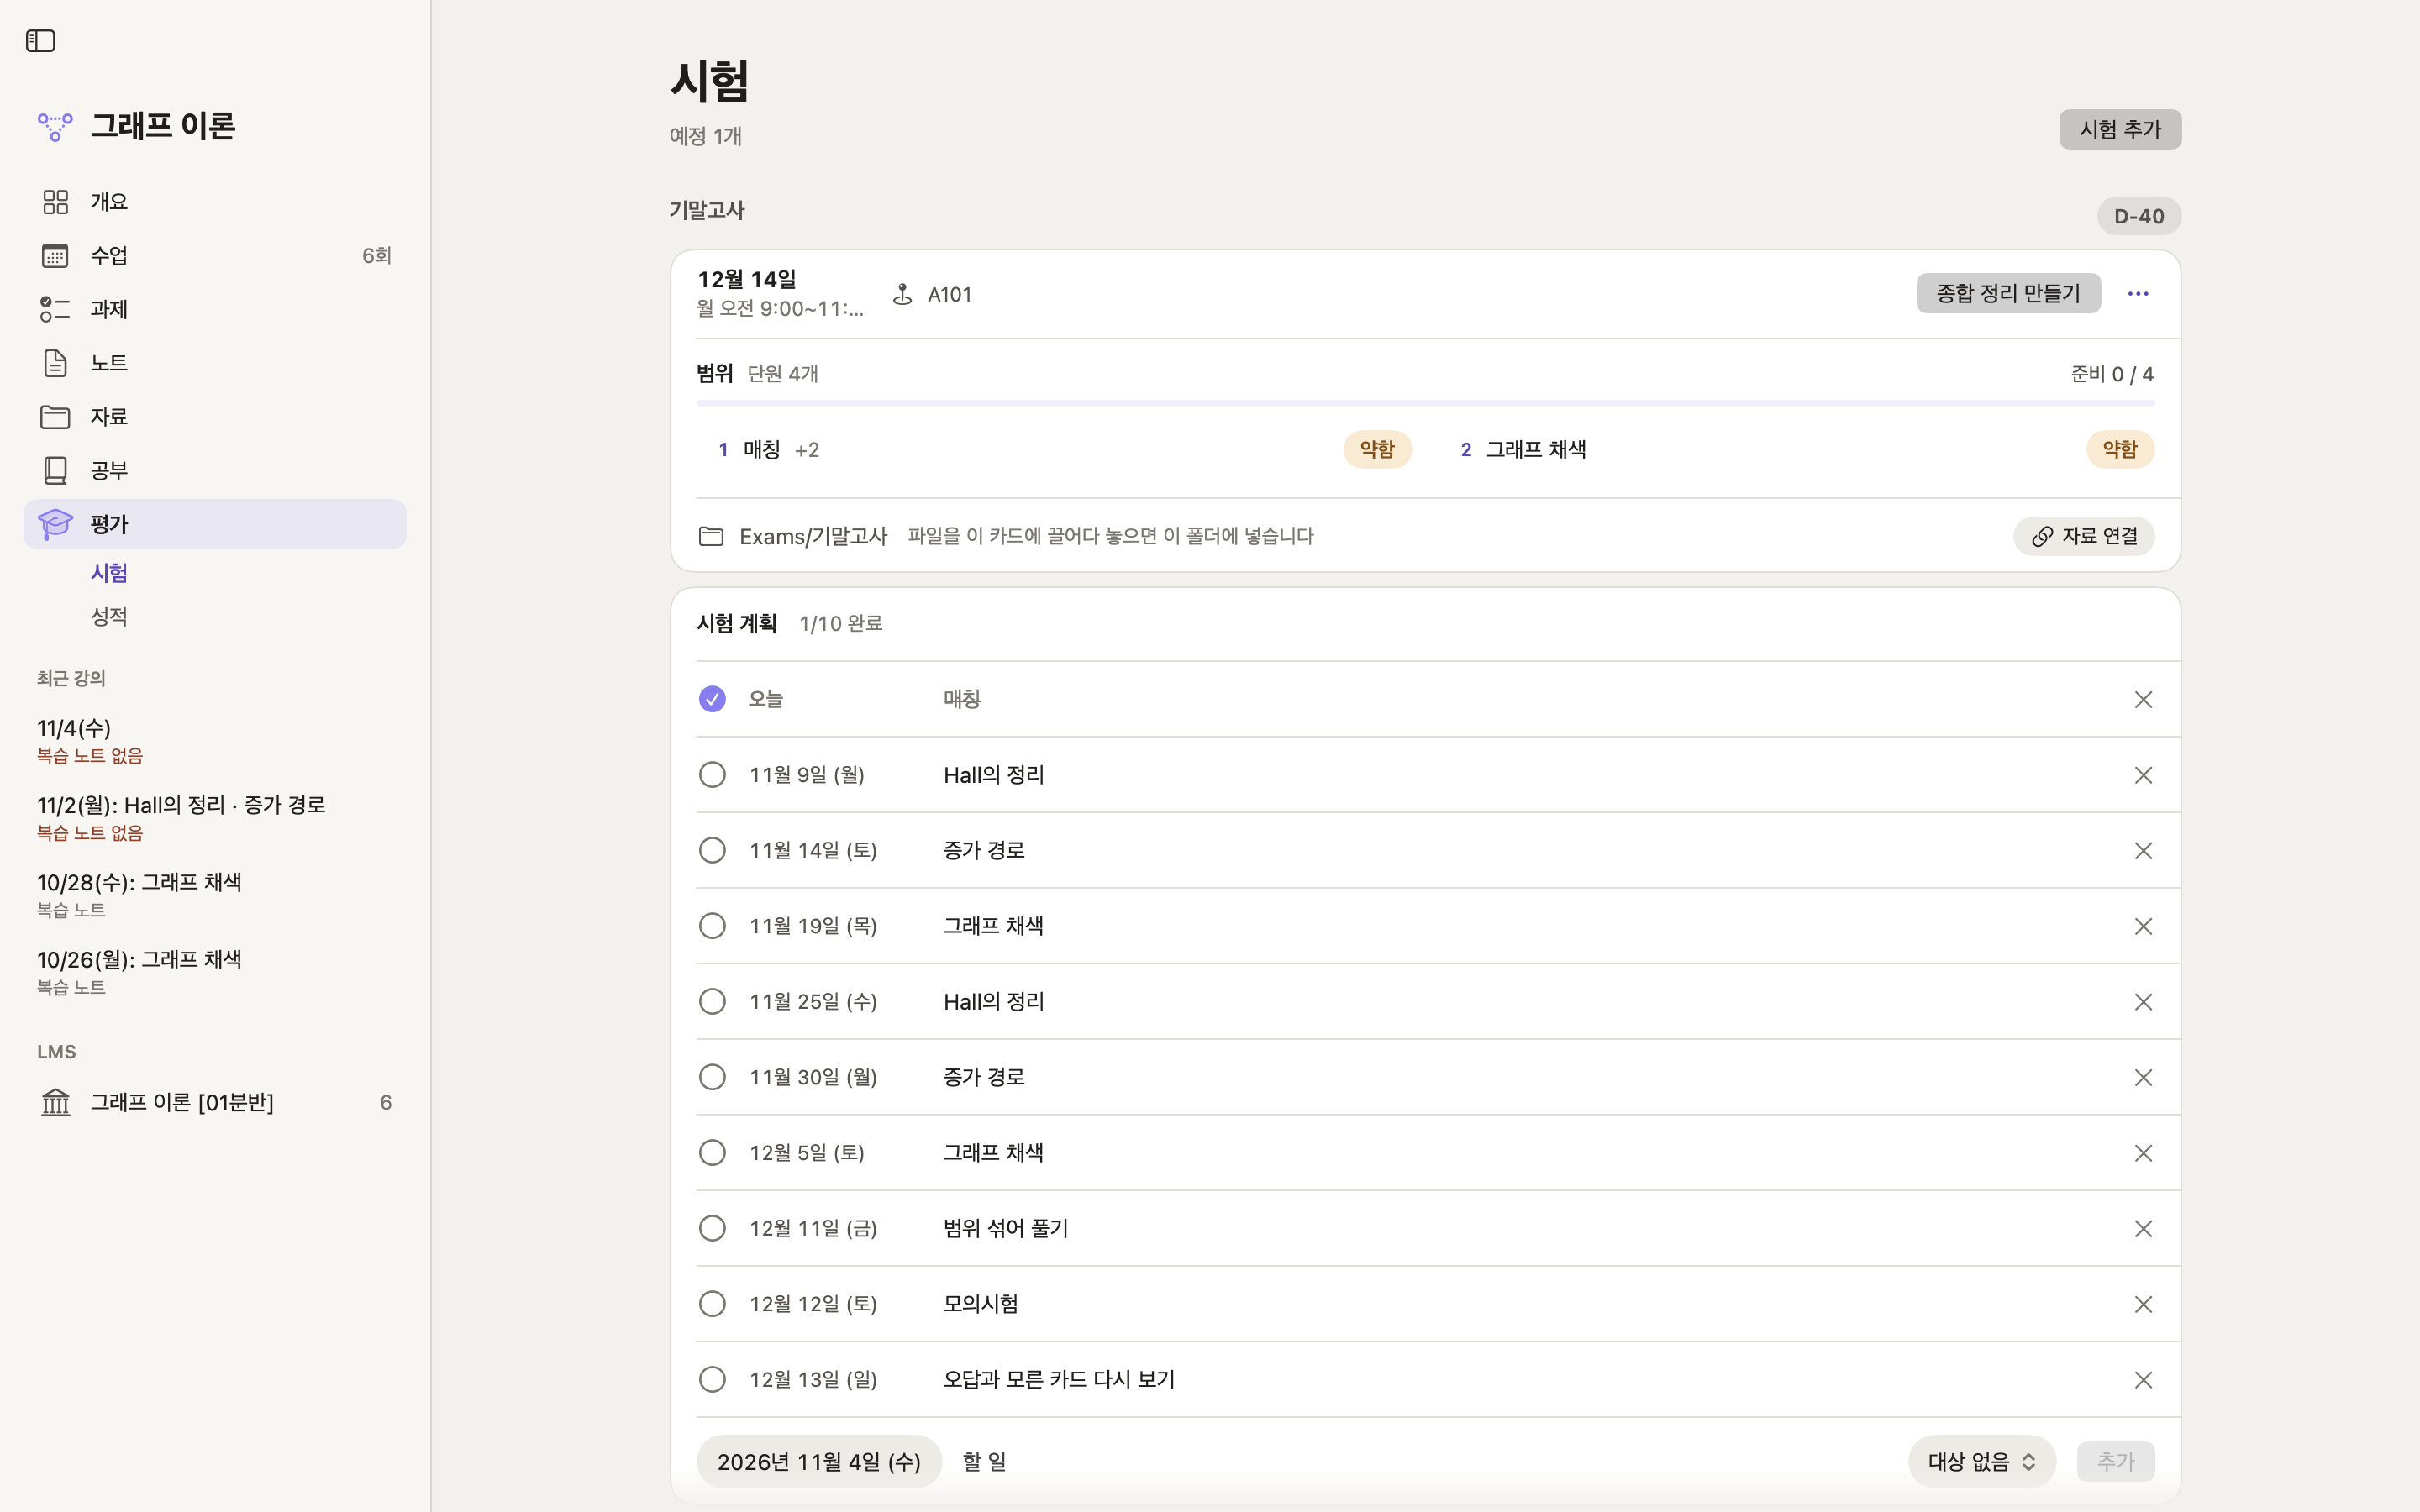 그래프 이론
개요
수업 6회
과제
노트
자료
공부
평가
시험
성적
최근 강의
11/4(수)
복습 노트 없음
11/2(월): Hall의 정리 · 증가 경로
복습 노트 없음
10/28(수): 그래프 채색
복습 노트
10/26(월): 그래프 채색
복습 노트
LMS
그래프 이론 [01분반] 6
시험
예정 1개
시험 추가
기말고사
D-40
12월 14일
월 오전 9:00~11:...
A101
종합 정리 만들기
범위 단원 4개
준비 0 / 4
1 매칭 +2 약함
2 그래프 채색 약함
Exams/기말고사 파일을 이 카드에 끌어다 놓으면 이 폴더에 넣습니다
자료 연결
시험 계획 1/10 완료
오늘 매칭
11월 9일 (월) Hall의 정리
11월 14일 (토) 증가 경로
11월 19일 (목) 그래프 채색
11월 25일 (수) Hall의 정리
11월 30일 (월) 증가 경로
12월 5일 (토) 그래프 채색
12월 11일 (금) 범위 섞어 풀기
12월 12일 (토) 모의시험
12월 13일 (일) 오답과 모른 카드 다시 보기
2026년 11월 4일 (수) 할 일
대상 없음 추가